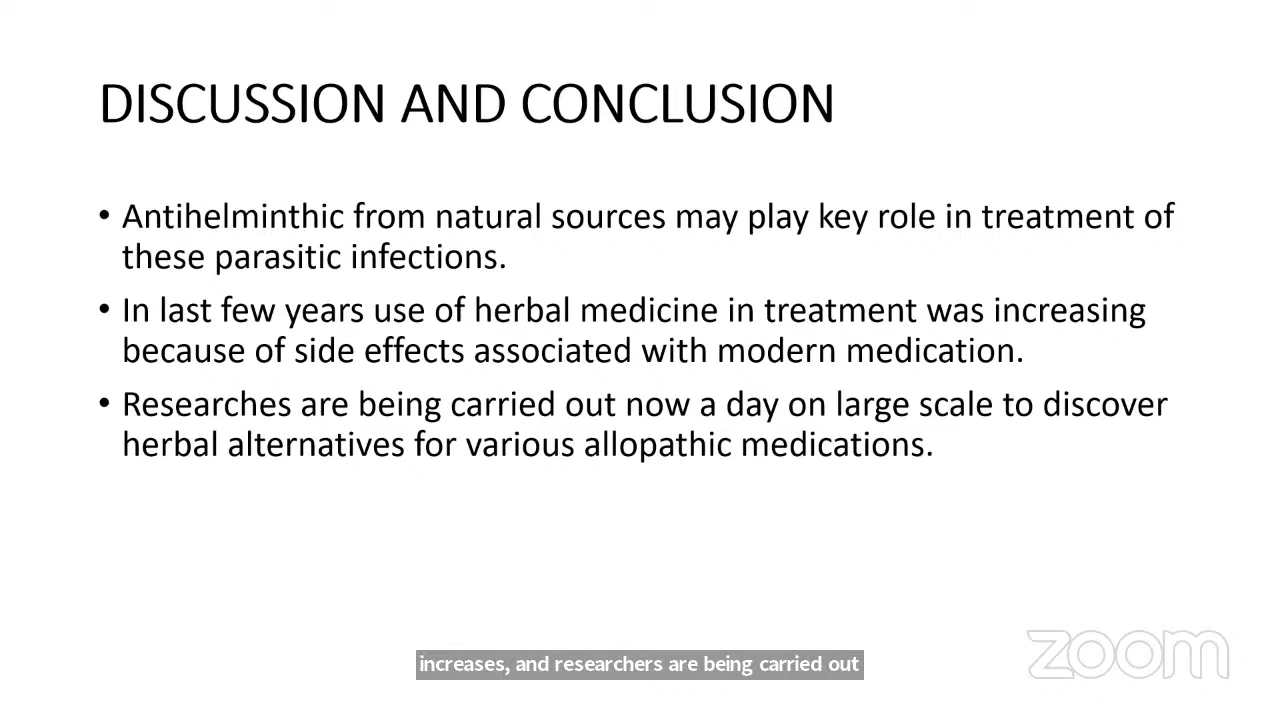 DISCUSSION AND CONCLUSION
• Antihelminthic from natural sources may play key role in treatment of
these parasitic infections.
• In last few years use of herbal medicine in treatment was increasing
because of side effects associated with modern medication.
• Researches are being carried out now a day on large scale to discover
herbal alternatives for various allopathic medications.
increases, and researchers are being carried out
zoom